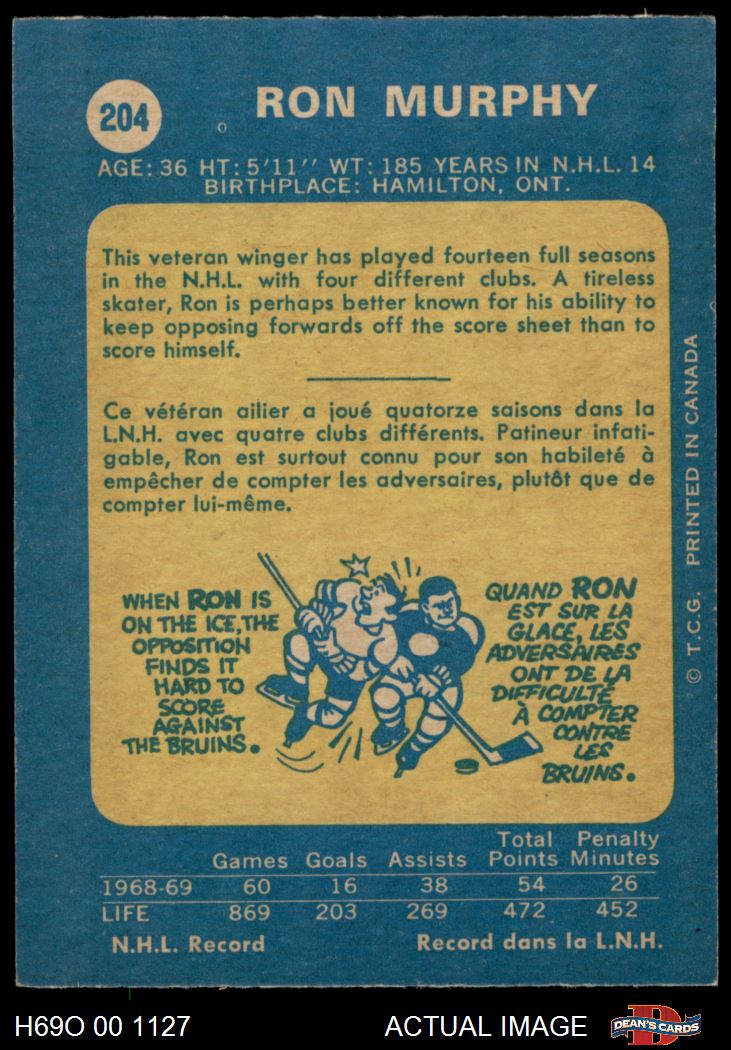 204
RON MURPHY
AGE: 36 HT: 5'11'' WT: 185 YEARS IN N.H.L. 14
BIRTHPLACE: HAMILTON, ONT.
This veteran winger has played fourteen full seasons
in the N.H.L. with four different clubs. A tireless
skater, Ron is perhaps better known for his ability to
keep opposing forwards off the score sheet than to
score himself.
Ce vétéran ailier a joué quatorze saisons dans la
L.N.H. avec quatre clubs différents. Patineur infati-
gable, Ron est surtout connu pour son habileté à
empêcher de compter les adversaires, plutôt que de
compter lui-même.
WHEN RON IS
ON THE ICE, THE
OPPOSITION
FINDS IT
HARD TO
SCORE
AGAINST
THE BRUINS.
QUAND RON
EST SUR LA
GLACE, LES
ADVERSAIRES
ONT DE LA
DIFFICULTÉ
À COMPTER
CONTRE
LES
BRUINS.
© T.C.G. PRINTED IN CANADA
Total Penalty
Games Goals Assists Points Minutes
1968-69 60 16 38 54 26
LIFE 869 203 269 472 452
N.H.L. Record Record dans la L.N.H.
H69O 00 1127 ACTUAL IMAGE
D
DEAN'S CARDS